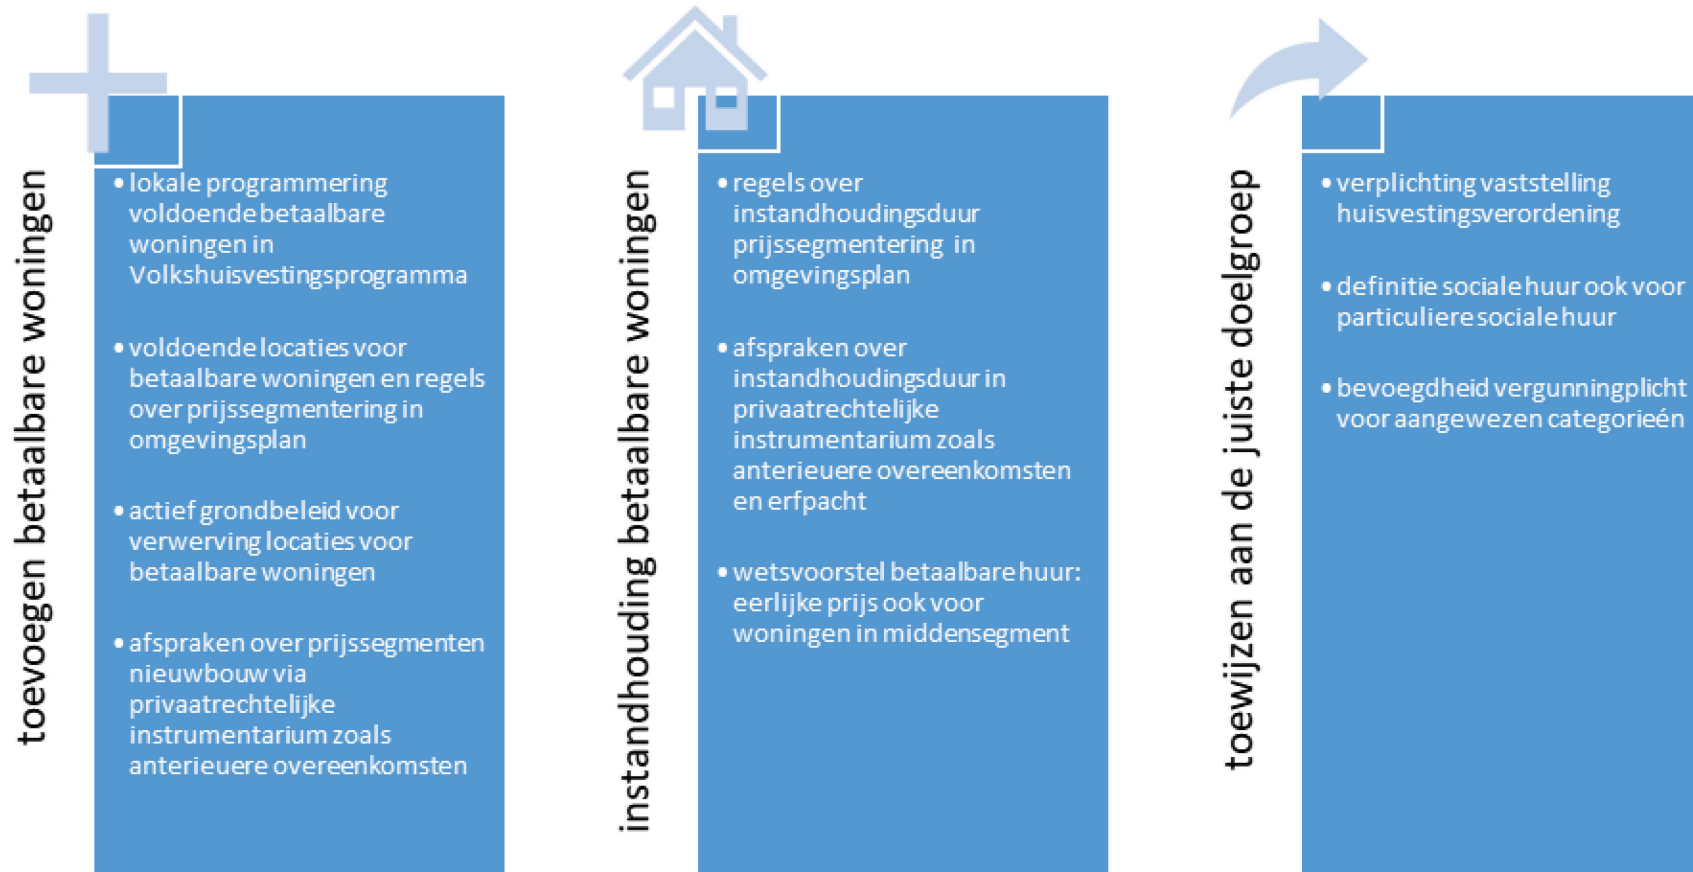 toevoegen betaalbare woningen
• lokale programmering
voldoende betaalbare
woningen in
Volkshuisvestingsprogramma
• voldoende locaties voor
betaalbare woningen en regels
over prijssegmentering in
omgevingsplan
• actief grondbeleid voor
verwerving locaties voor
betaalbare woningen
• afspraken over prijssegmenten
nieuwbouw via
privaatrechtelijke
instrumentarium zoals
anterieuere overeenkomsten
instandhouding betaalbare woningen
• regels over
instandhoudingsduur
prijssegmentering in
omgevingsplan
• afspraken over
instandhoudingsduur in
privaatrechtelijke
instrumentarium zoals
anterieuere overeenkomsten
en erfpacht
• wetsvoorstel betaalbare huur:
eerlijke prijs ook voor
woningen in middensegment
toewijzen aan de juiste doelgroep
• verplichting vaststelling
huisvestingsverordening
• definitie sociale huur ook voor
particuliere sociale huur
• bevoegdheid vergunningplicht
voor aangewezen categorieén